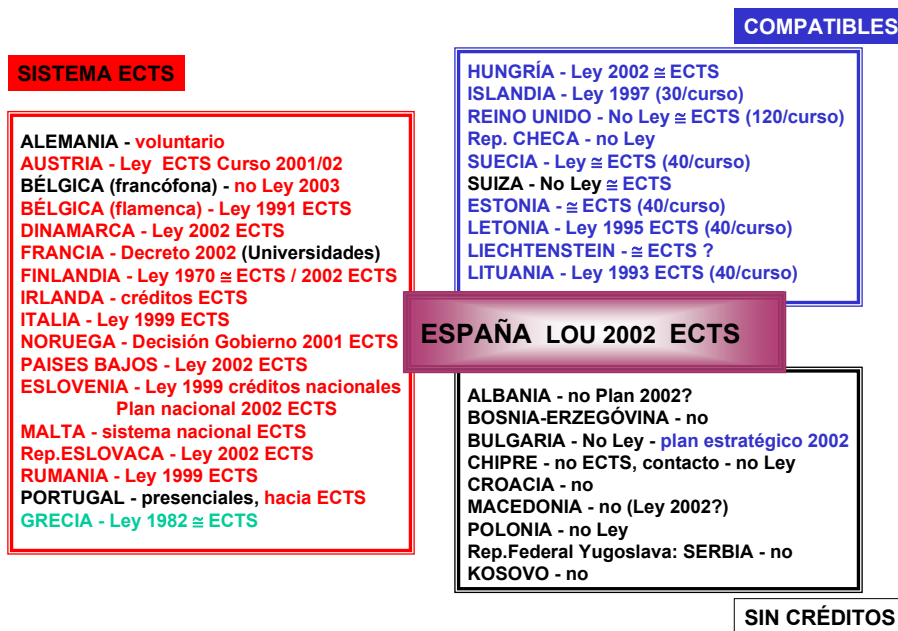 SISTEMA ECTS
ALEMANIA - voluntario
AUSTRIA - Ley  ECTS Curso 2001/02
BÉLGICA (francófona) - no Ley 2003
BÉLGICA (flamenca) - Ley 1991 ECTS
DINAMARCA - Ley 2002 ECTS
FRANCIA - Decreto 2002 (Universidades)
FINLANDIA - Ley 1970 ≅ ECTS / 2002 ECTS
IRLANDA - créditos ECTS
ITALIA - Ley 1999 ECTS
NORUEGA - Decisión Gobierno 2001 ECTS
PAISES BAJOS - Ley 2002 ECTS
ESLOVENIA - Ley 1999 créditos nacionales
Plan nacional 2002 ECTS
MALTA - sistema nacional ECTS
Rep.ESLOVACA - Ley 2002 ECTS
RUMANIA - Ley 1999 ECTS
PORTUGAL - presenciales, hacia ECTS
GRECIA - Ley 1982 ≅ ECTS
COMPATIBLES
HUNGRÍA - Ley 2002 ≅ ECTS
ISLANDIA - Ley 1997 (30/curso)
REINO UNIDO - No Ley ≅ ECTS (120/curso)
Rep. CHECA - no Ley
SUECIA - Ley ≅ ECTS (40/curso)
SUIZA - No Ley ≅ ECTS
ESTONIA - ≅ ECTS (40/curso)
LETONIA - Ley 1995 ECTS (40/curso)
LIECHTENSTEIN - ≅ ECTS ?
LITUANIA - Ley 1993 ECTS (40/curso)
ESPAÑA LOU 2002 ECTS
ALBANIA - no Plan 2002?
BOSNIA-ERZEGÓVINA - no
BULGARIA - No Ley - plan estratégico 2002
CHIPRE - no ECTS, contacto - no Ley
CROACIA - no
MACEDONIA - no (Ley 2002?)
POLONIA - no Ley
Rep.Federal Yugoslava: SERBIA - no
KOSOVO - no
SIN CRÉDITOS